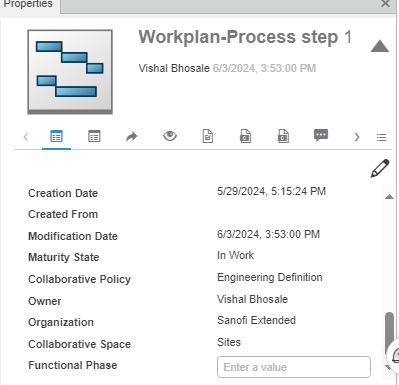 Properties
Workplan-Process step 1
Vishal Bhosale 6/3/2024, 3:53:00 PM
Creation Date 5/29/2024, 5:15:24 PM
Created From
Modification Date 6/3/2024, 3:53:00 PM
Maturity State In Work
Collaborative Policy Engineering Definition
Owner Vishal Bhosale
Organization Sanofi Extended
Collaborative Space Sites
Functional Phase Enter a value